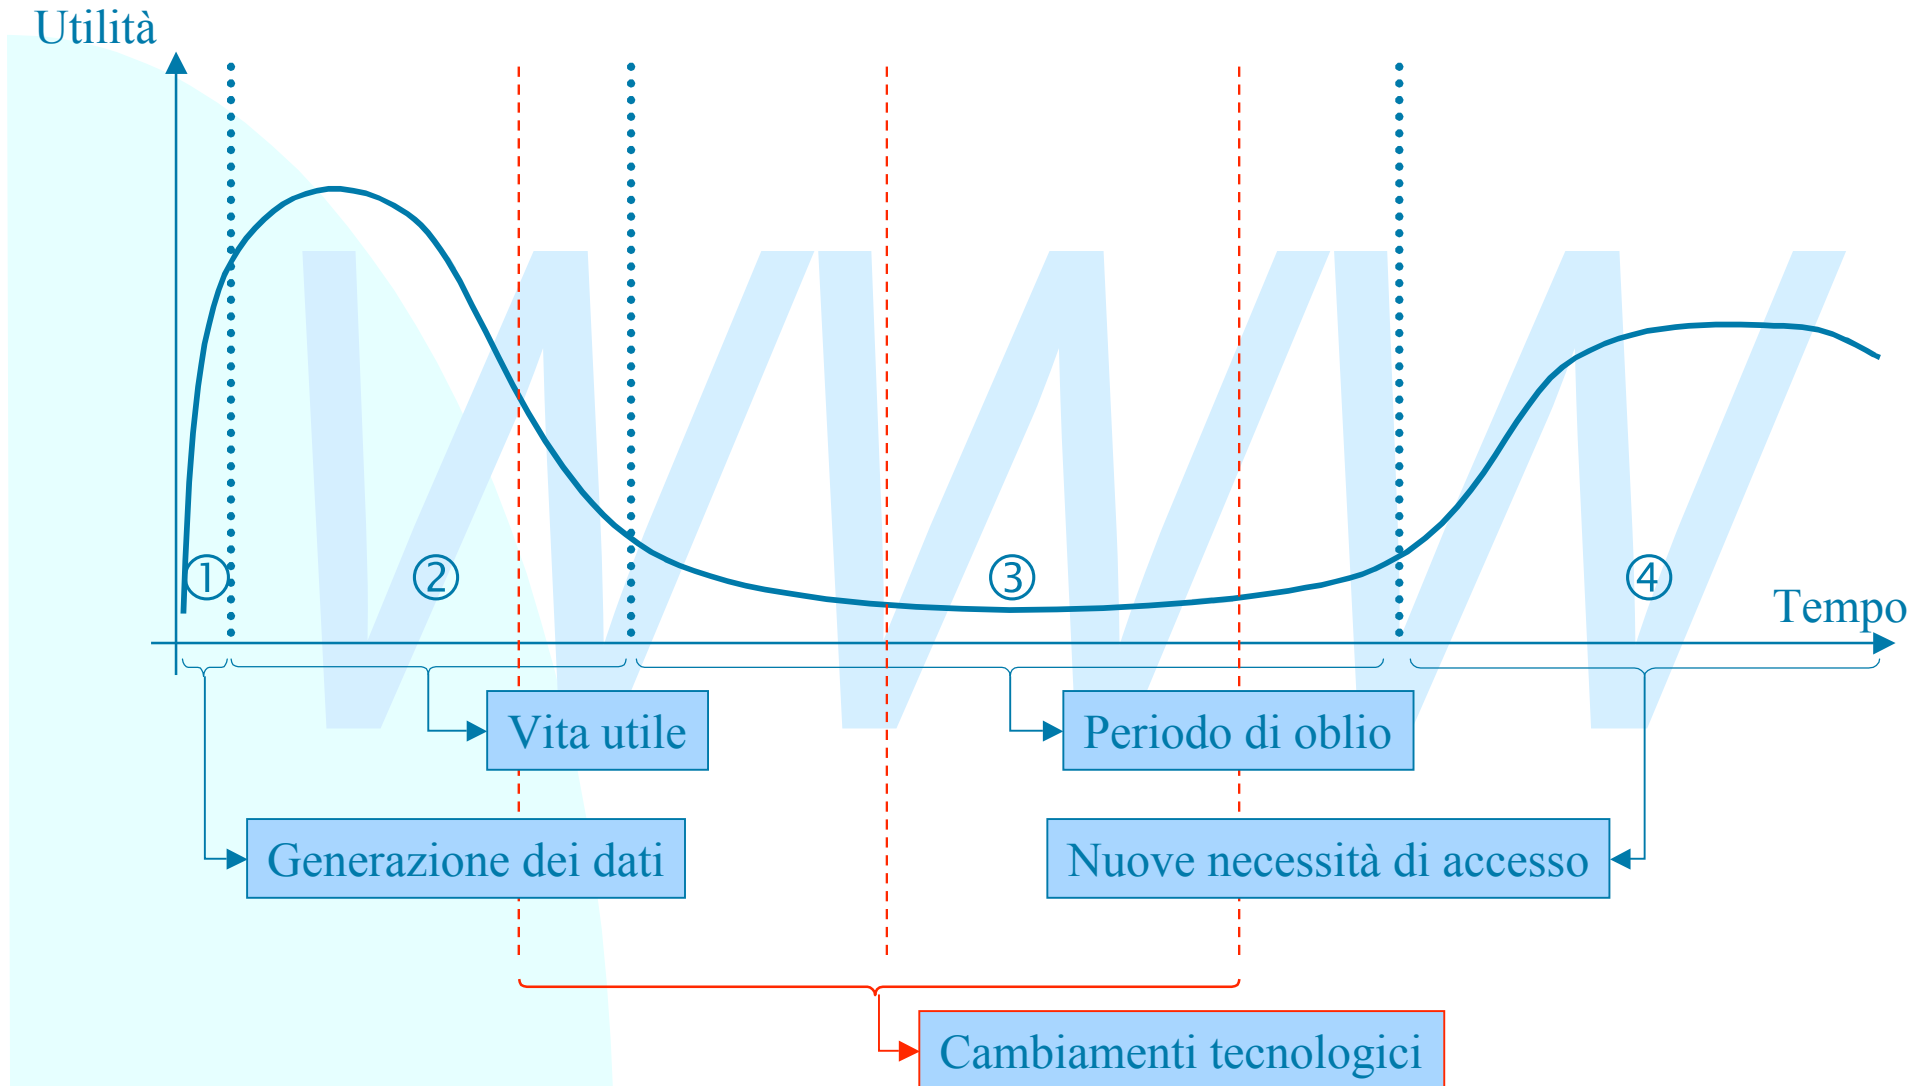 Utilità
①
②
③
④
Tempo
Vita utile
Periodo di oblio
Generazione dei dati
Nuove necessità di accesso
Cambiamenti tecnologici
WWW